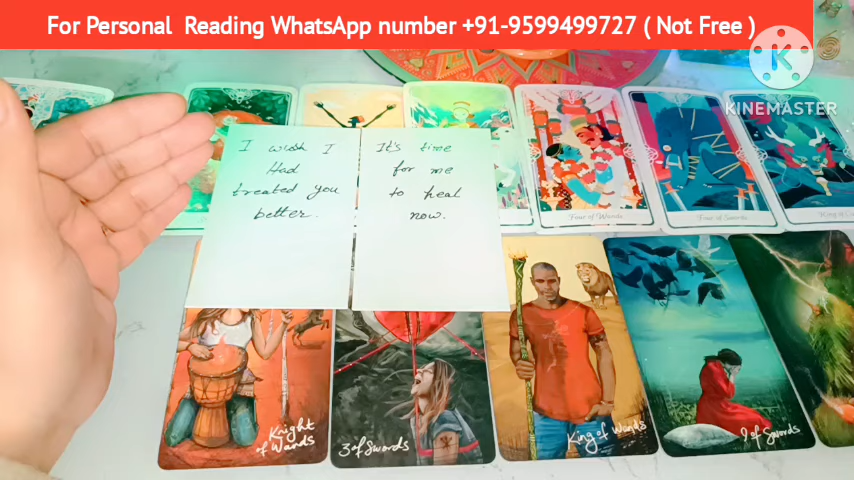 For Personal Reading WhatsApp number +91-9599499727 ( Not Free )
K
KINEMASTER
I wish I
Had
treated you
better.
It's time
for me
to heal
now.
Four of Wands
Four of Swords
Knight
of Wands
3 of Swords
King of Wands
9 of Swords